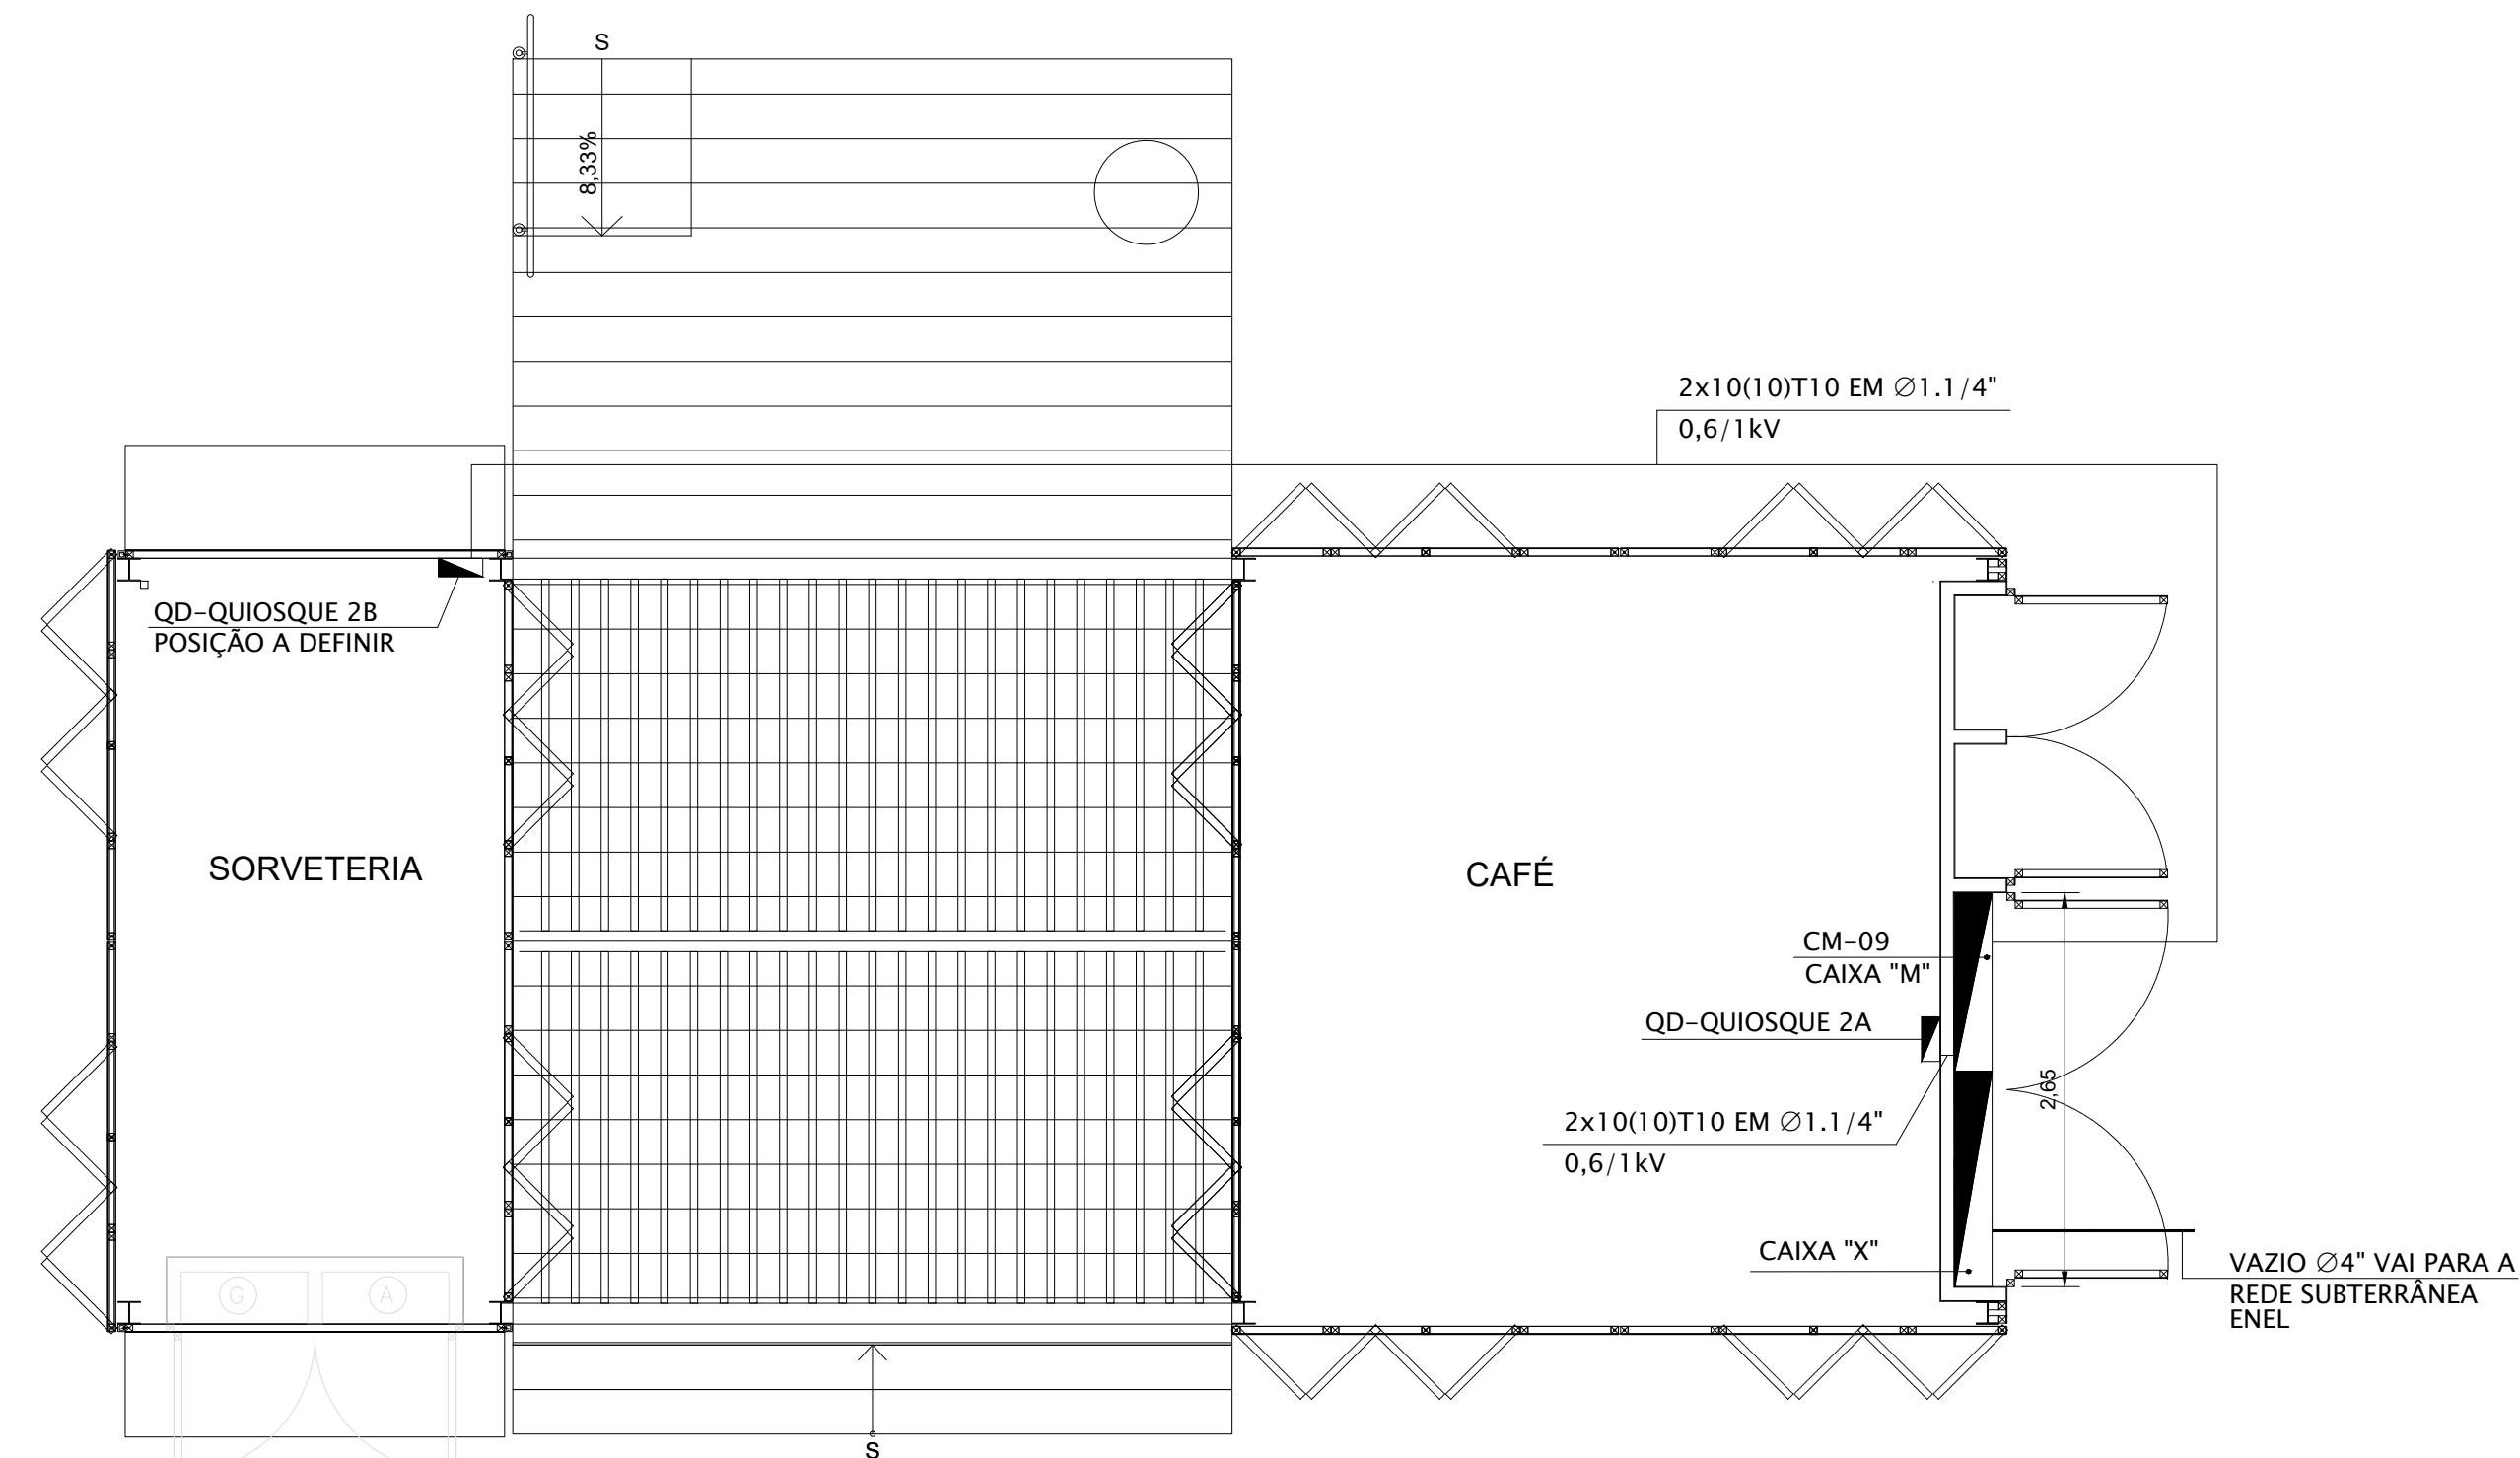 S
8,33%
2x10(10)T10 EM ∅1.1/4"
0,6/1kV
QD-QUIOSQUE 2B
POSIÇÃO A DEFINIR
SORVETERIA
CAFÉ
CM-09
CAIXA "M"
QD-QUIOSQUE 2A
2,65
2x10(10)T10 EM ∅1.1/4"
0,6/1kV
CAIXA "X"
VAZIO ∅4" VAI PARA A
REDE SUBTERRÂNEA
ENEL
G
A
S